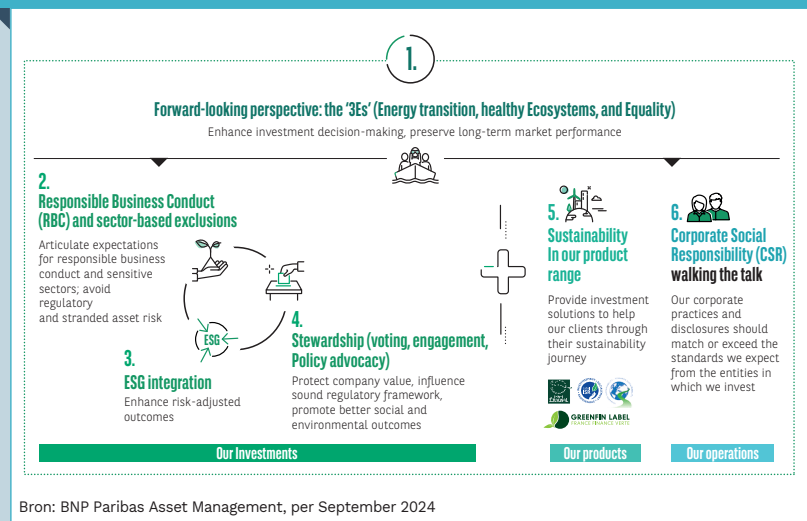 1.
Forward-looking perspective: the ‘3Es’ (Energy transition, healthy Ecosystems, and Equality)
Enhance investment decision-making, preserve long-term market performance
2.
Responsible Business Conduct
(RBC) and sector-based exclusions
Articulate expectations
for responsible business
conduct and sensitive
sectors; avoid
regulatory
and stranded asset risk
ESG
3.
ESG integration
Enhance risk-adjusted
outcomes
4.
Stewardship (voting, engagement,
Policy advocacy)
Protect company value, influence
sound regulatory framework,
promote better social and
environmental outcomes
Our Investments
5.
Sustainability
In our product
range
Provide investment
solutions to help
our clients through
their sustainability
journey
GREENFIN LABEL
FRANCE FINANCE VERTE
Our products
6.
Corporate Social
Responsibility (CSR)
walking the talk
Our corporate
practices and
disclosures should
match or exceed the
standards we expect
from the entities in
which we invest
Our operations
Bron: BNP Paribas Asset Management, per September 2024